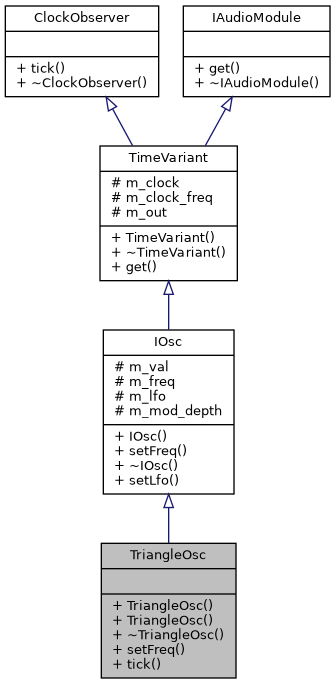 ClockObserver
+ tick()
+ ~ClockObserver()
IAudioModule
+ get()
+ ~IAudioModule()
TimeVariant
# m_clock
# m_clock_freq
# m_out
+ TimeVariant()
+ ~TimeVariant()
+ get()
IOsc
# m_val
# m_freq
# m_lfo
# m_mod_depth
+ IOsc()
+ setFreq()
+ ~IOsc()
+ setLfo()
TriangleOsc
+ TriangleOsc()
+ TriangleOsc()
+ ~TriangleOsc()
+ setFreq()
+ tick()